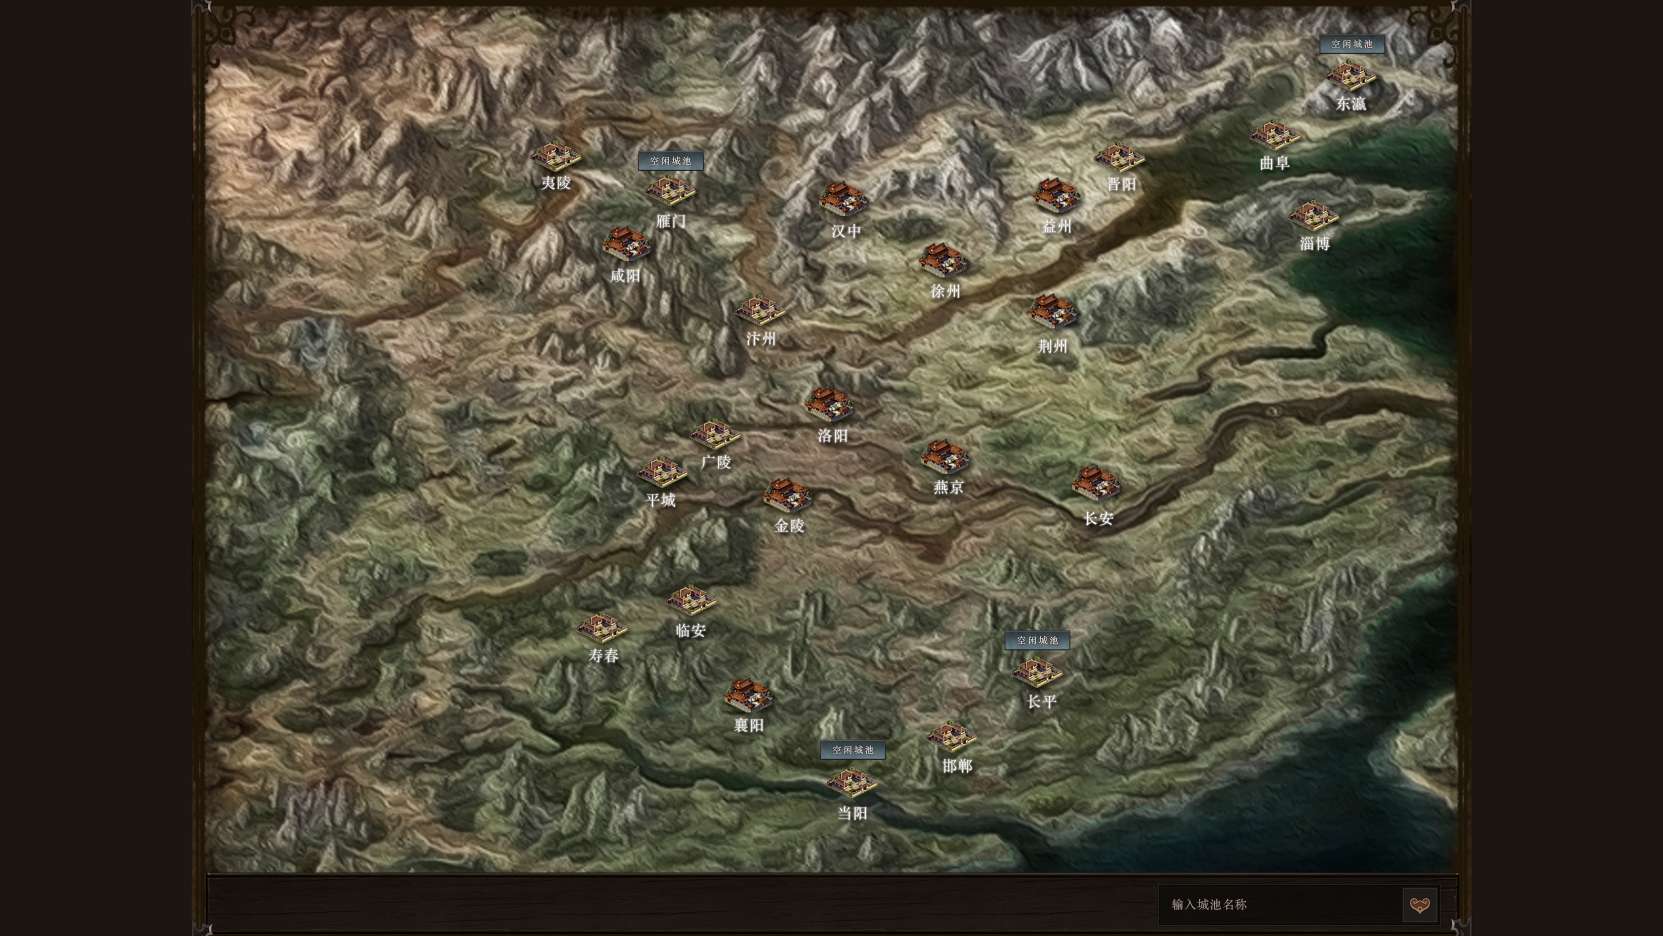 空闲城池
东瀛
曲阜
夷陵
空闲城池
晋阳
雁门
汉中
益州
淄博
咸阳
徐州
汴州
荆州
洛阳
广陵
燕京
平城
金陵
长安
临安
寿春
空闲城池
长平
襄阳
空闲城池
邯郸
当阳
输入城池名称